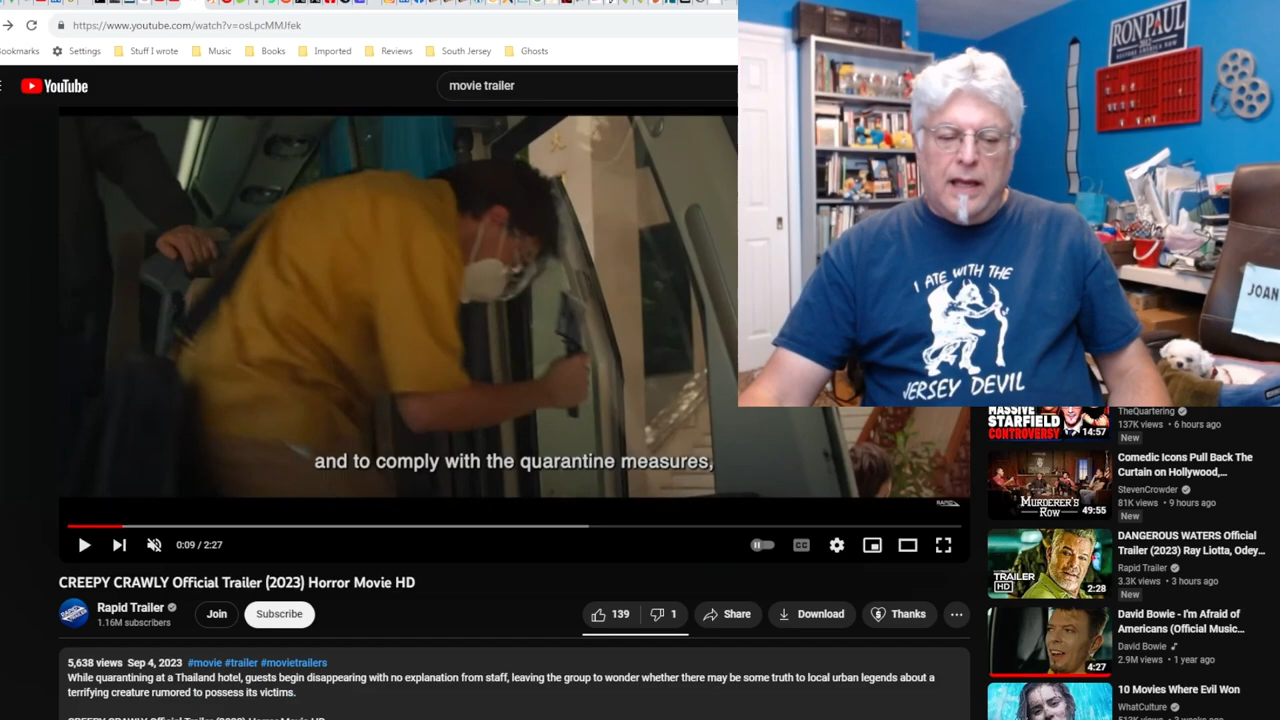 https://www.youtube.com/watch?v=osLpcMMJfek
ookmarks Settings Stuff I wrote Music Books Imported Reviews South Jersey Ghosts
YouTube
movie trailer
RON PAUL
I ATE WITH THE
JERSEY DEVIL
JOAN
and to comply with the quarantine measures,
RAPID
0:09 / 2:27
CC
CREEPY CRAWLY Official Trailer (2023) Horror Movie HD
Rapid Trailer
1.16M subscribers
Join
Subscribe
139
1
Share
Download
Thanks
5,638 views Sep 4, 2023 #movie #trailer #movietrailers
While quarantining at a Thailand hotel, guests begin disappearing with no explanation from staff, leaving the group to wonder whether there may be some truth to local urban legends about a
terrifying creature rumored to possess its victims.
MASSIVE
STARFIELD
CONTROVERSY
14:57
TheQuartering
137K views • 6 hours ago
New
MURDERER'S
ROW
49:55
Comedic Icons Pull Back The
Curtain on Hollywood,...
StevenCrowder
81K views • 9 hours ago
New
TRAILER
HD
2:28
DANGEROUS WATERS Official
Trailer (2023) Ray Liotta, Odey...
Rapid Trailer
3.3K views • 3 hours ago
New
4:27
David Bowie - I'm Afraid of
Americans (Official Music...
David Bowie
2.9M views • 1 year ago
10 Movies Where Evil Won
WhatCulture